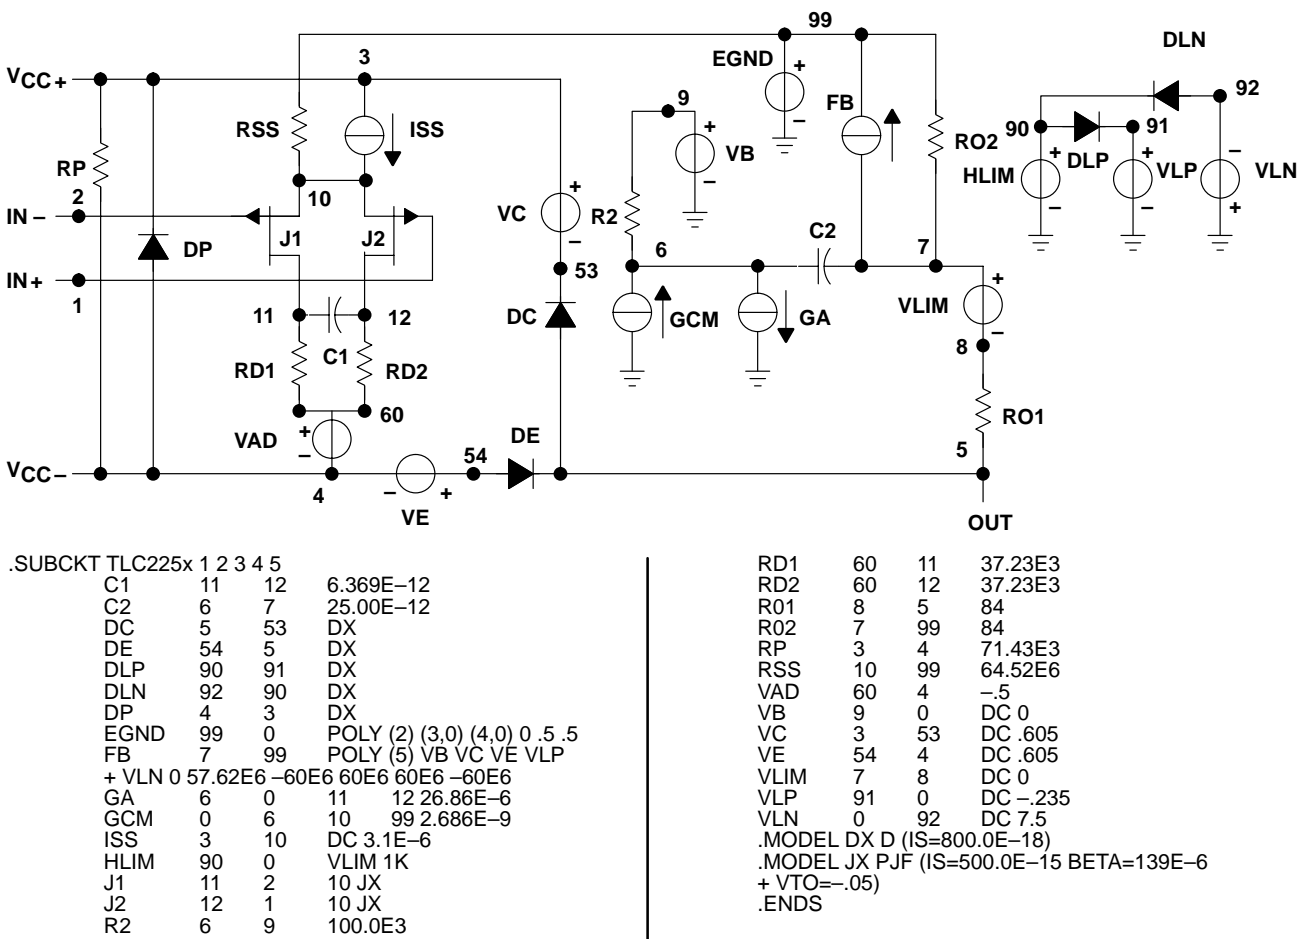 99
DLN
3
EGND
+
VCC+
9
FB
92
RSS
ISS
+
VB
−
90
91
−
RP
RO2
DLP
+
+
−
10
HLIM
VLP
VLN
2
+
−
−
+
IN−
VC
R2
J1
J2
−
C2
DP
6
7
IN+
53
+
1
DC
GCM
GA
VLIM
11
12
−
8
C1
RD1
RD2
60
RO1
+
VAD
−
DE
5
54
VCC−
4
−
+
VE
OUT
.SUBCKT TLC225x 1 2 3 4 5
C1 11 12 6.369E–12
C2 6 7 25.00E–12
DC 5 53 DX
DE 54 5 DX
DLP 90 91 DX
DLN 92 90 DX
DP 4 3 DX
EGND 99 0 POLY (2) (3,0) (4,0) 0 .5 .5
FB 7 99 POLY (5) VB VC VE VLP
+ VLN 0 57.62E6 –60E6 60E6 60E6 –60E6
GA 6 0 11 12 26.86E–6
GCM 0 6 10 99 2.686E–9
ISS 3 10 DC 3.1E–6
HLIM 90 0 VLIM 1K
J1 11 2 10 JX
J2 12 1 10 JX
R2 6 9 100.0E3
RD1 60 11 37.23E3
RD2 60 12 37.23E3
R01 8 5 84
R02 7 99 84
RP 3 4 71.43E3
RSS 10 99 64.52E6
VAD 60 4 –.5
VB 9 0 DC 0
VC 3 53 DC .605
VE 54 4 DC .605
VLIM 7 8 DC 0
VLP 91 0 DC –.235
VLN 0 92 DC 7.5
.MODEL DX D (IS=800.0E–18)
.MODEL JX PJF (IS=500.0E–15 BETA=139E–6
+ VTO=–.05)
.ENDS